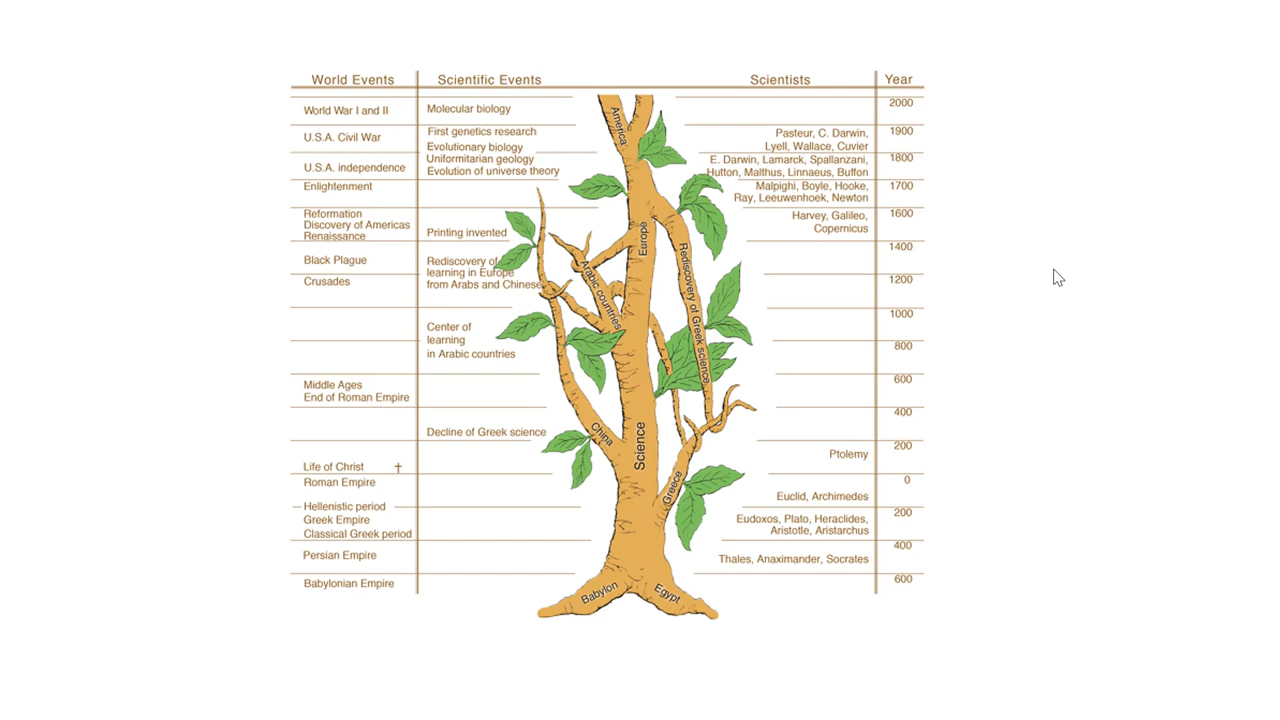 World Events
Scientific Events
Scientists
Year
World War I and II
U.S.A. Civil War
U.S.A. independence
Enlightenment
Reformation
Discovery of Americas
Renaissance
Black Plague
Crusades
Middle Ages
End of Roman Empire
Life of Christ †
Roman Empire
Hellenistic period
Greek Empire
Classical Greek period
Persian Empire
Babylonian Empire
Molecular biology
First genetics research
Evolutionary biology
Uniformitarian geology
Evolution of universe theory
Printing invented
Rediscovery of
learning in Europe
from Arabs and Chinese
Center of
learning
in Arabic countries
Decline of Greek science
America
Europe
Arabic countries
Rediscovery of Greek science
China
Science
Greece
Babylon
Egypt
Pasteur, C. Darwin,
Lyell, Wallace, Cuvier
E. Darwin, Lamarck, Spallanzani,
Hutton, Malthus, Linnaeus, Buffon
Malpighi, Boyle, Hooke,
Ray, Leeuwenhoek, Newton
Harvey, Galileo,
Copernicus
Ptolemy
Euclid, Archimedes
Eudoxos, Plato, Heraclides,
Aristotle, Aristarchus
Thales, Anaximander, Socrates
2000
1900
1800
1700
1600
1400
1200
1000
800
600
400
200
0
200
400
600